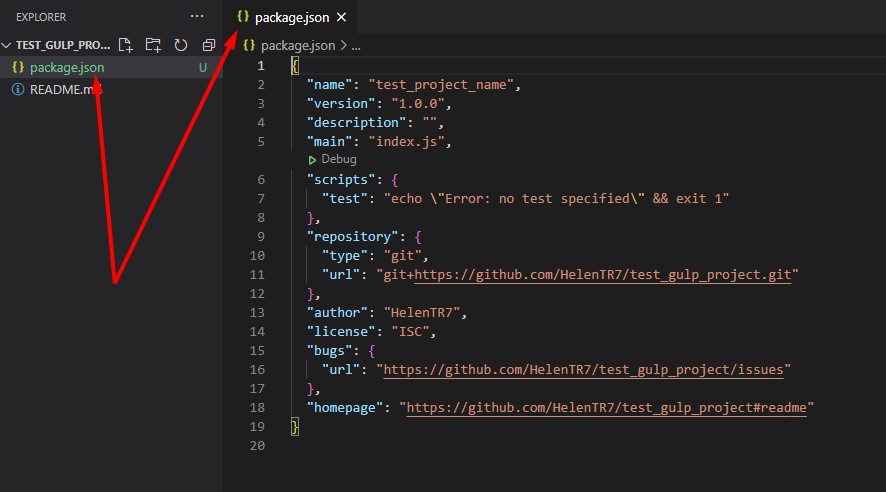 EXPLORER
···
TEST_GULP_PRO...
{} package.json U
README.m
{} package.json ×
{} package.json > ...
1 {
2 "name": "test_project_name",
3 "version": "1.0.0",
4 "description": "",
5 "main": "index.js",
Debug
6 "scripts": {
7 "test": "echo \"Error: no test specified\" && exit 1"
8 },
9 "repository": {
10 "type": "git",
11 "url": "git+https://github.com/HelenTR7/test_gulp_project.git"
12 },
13 "author": "HelenTR7",
14 "license": "ISC",
15 "bugs": {
16 "url": "https://github.com/HelenTR7/test_gulp_project/issues"
17 },
18 "homepage": "https://github.com/HelenTR7/test_gulp_project#readme"
19 }
20